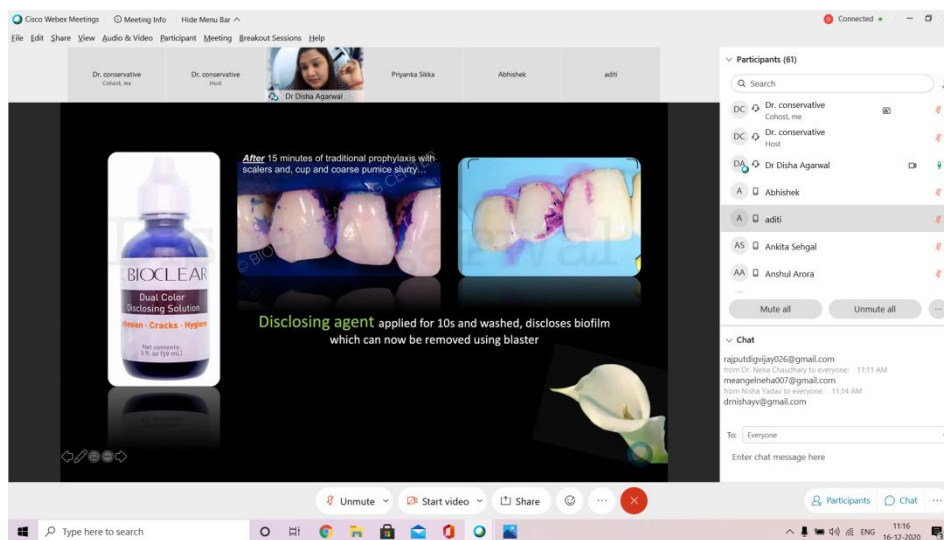 Cisco Webex Meetings Meeting Info Hide Menu Bar
Connected
File Edit Share View Audio & Video Participant Meeting Breakout Sessions Help
Dr. conservative
Cohost, me
Dr. conservative
Host
Dr Disha Agarwal
Priyanka Sikka
Abhishek
aditi
After 15 minutes of traditional prophylaxis with
scalers and, cup and coarse pumice slurry…
BIOCLEAR
Dual Color
Disclosing Solution
- Cracks -
Net contents:
Disclosing agent applied for 10s and washed, discloses biofilm
which can now be removed using blaster
Participants (61)
Search
DC Dr. conservative
Cohost, me
DC Dr. conservative
Host
DA Dr Disha Agarwal
A Abhishek
A aditi
AS Ankita Sehgal
AA Anshul Arora
Mute all Unmute all
Chat
rajputdigvijay026@gmail.com
from Dr. Neha Chaudhary to everyone: 11:11 AM
meangelneha007@gmail.com
from Nisha Yadav to everyone: 11:14 AM
drnishayv@gmail.com
To: Everyone
Enter chat message here
Unmute Start video Share
Participants Chat
Type here to search
ENG
11:16
16-12-2020